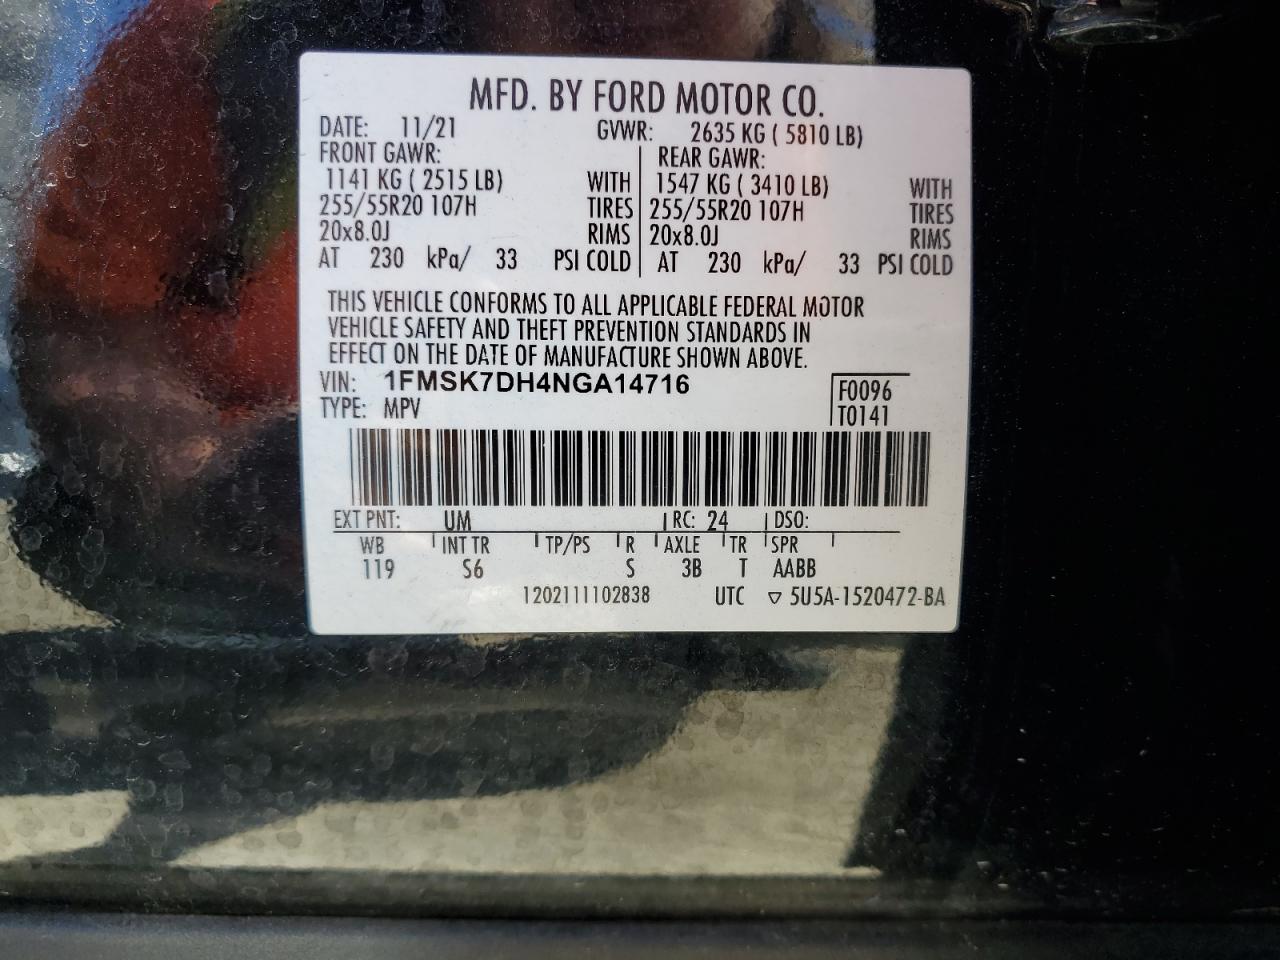 MFD. BY FORD MOTOR CO.
DATE: 11/21 GVWR: 2635 KG ( 5810 LB)
FRONT GAWR: REAR GAWR:
1141 KG ( 2515 LB) WITH 1547 KG ( 3410 LB) WITH
255/55R20 107H TIRES 255/55R20 107H TIRES
20x8.0J RIMS 20x8.0J RIMS
AT 230 kPa/ 33 PSI COLD AT 230 kPa/ 33 PSI COLD
THIS VEHICLE CONFORMS TO ALL APPLICABLE FEDERAL MOTOR
VEHICLE SAFETY AND THEFT PREVENTION STANDARDS IN
EFFECT ON THE DATE OF MANUFACTURE SHOWN ABOVE.
VIN: 1FMSK7DH4NGA14716 F0096
TYPE: MPV T0141
EXT PNT: UM RC: 24 DSO:
WB INT TR TP/PS R AXLE TR SPR
119 S6 S 3B T AABB
1202111102838 UTC ▽ 5U5A-1520472-BA